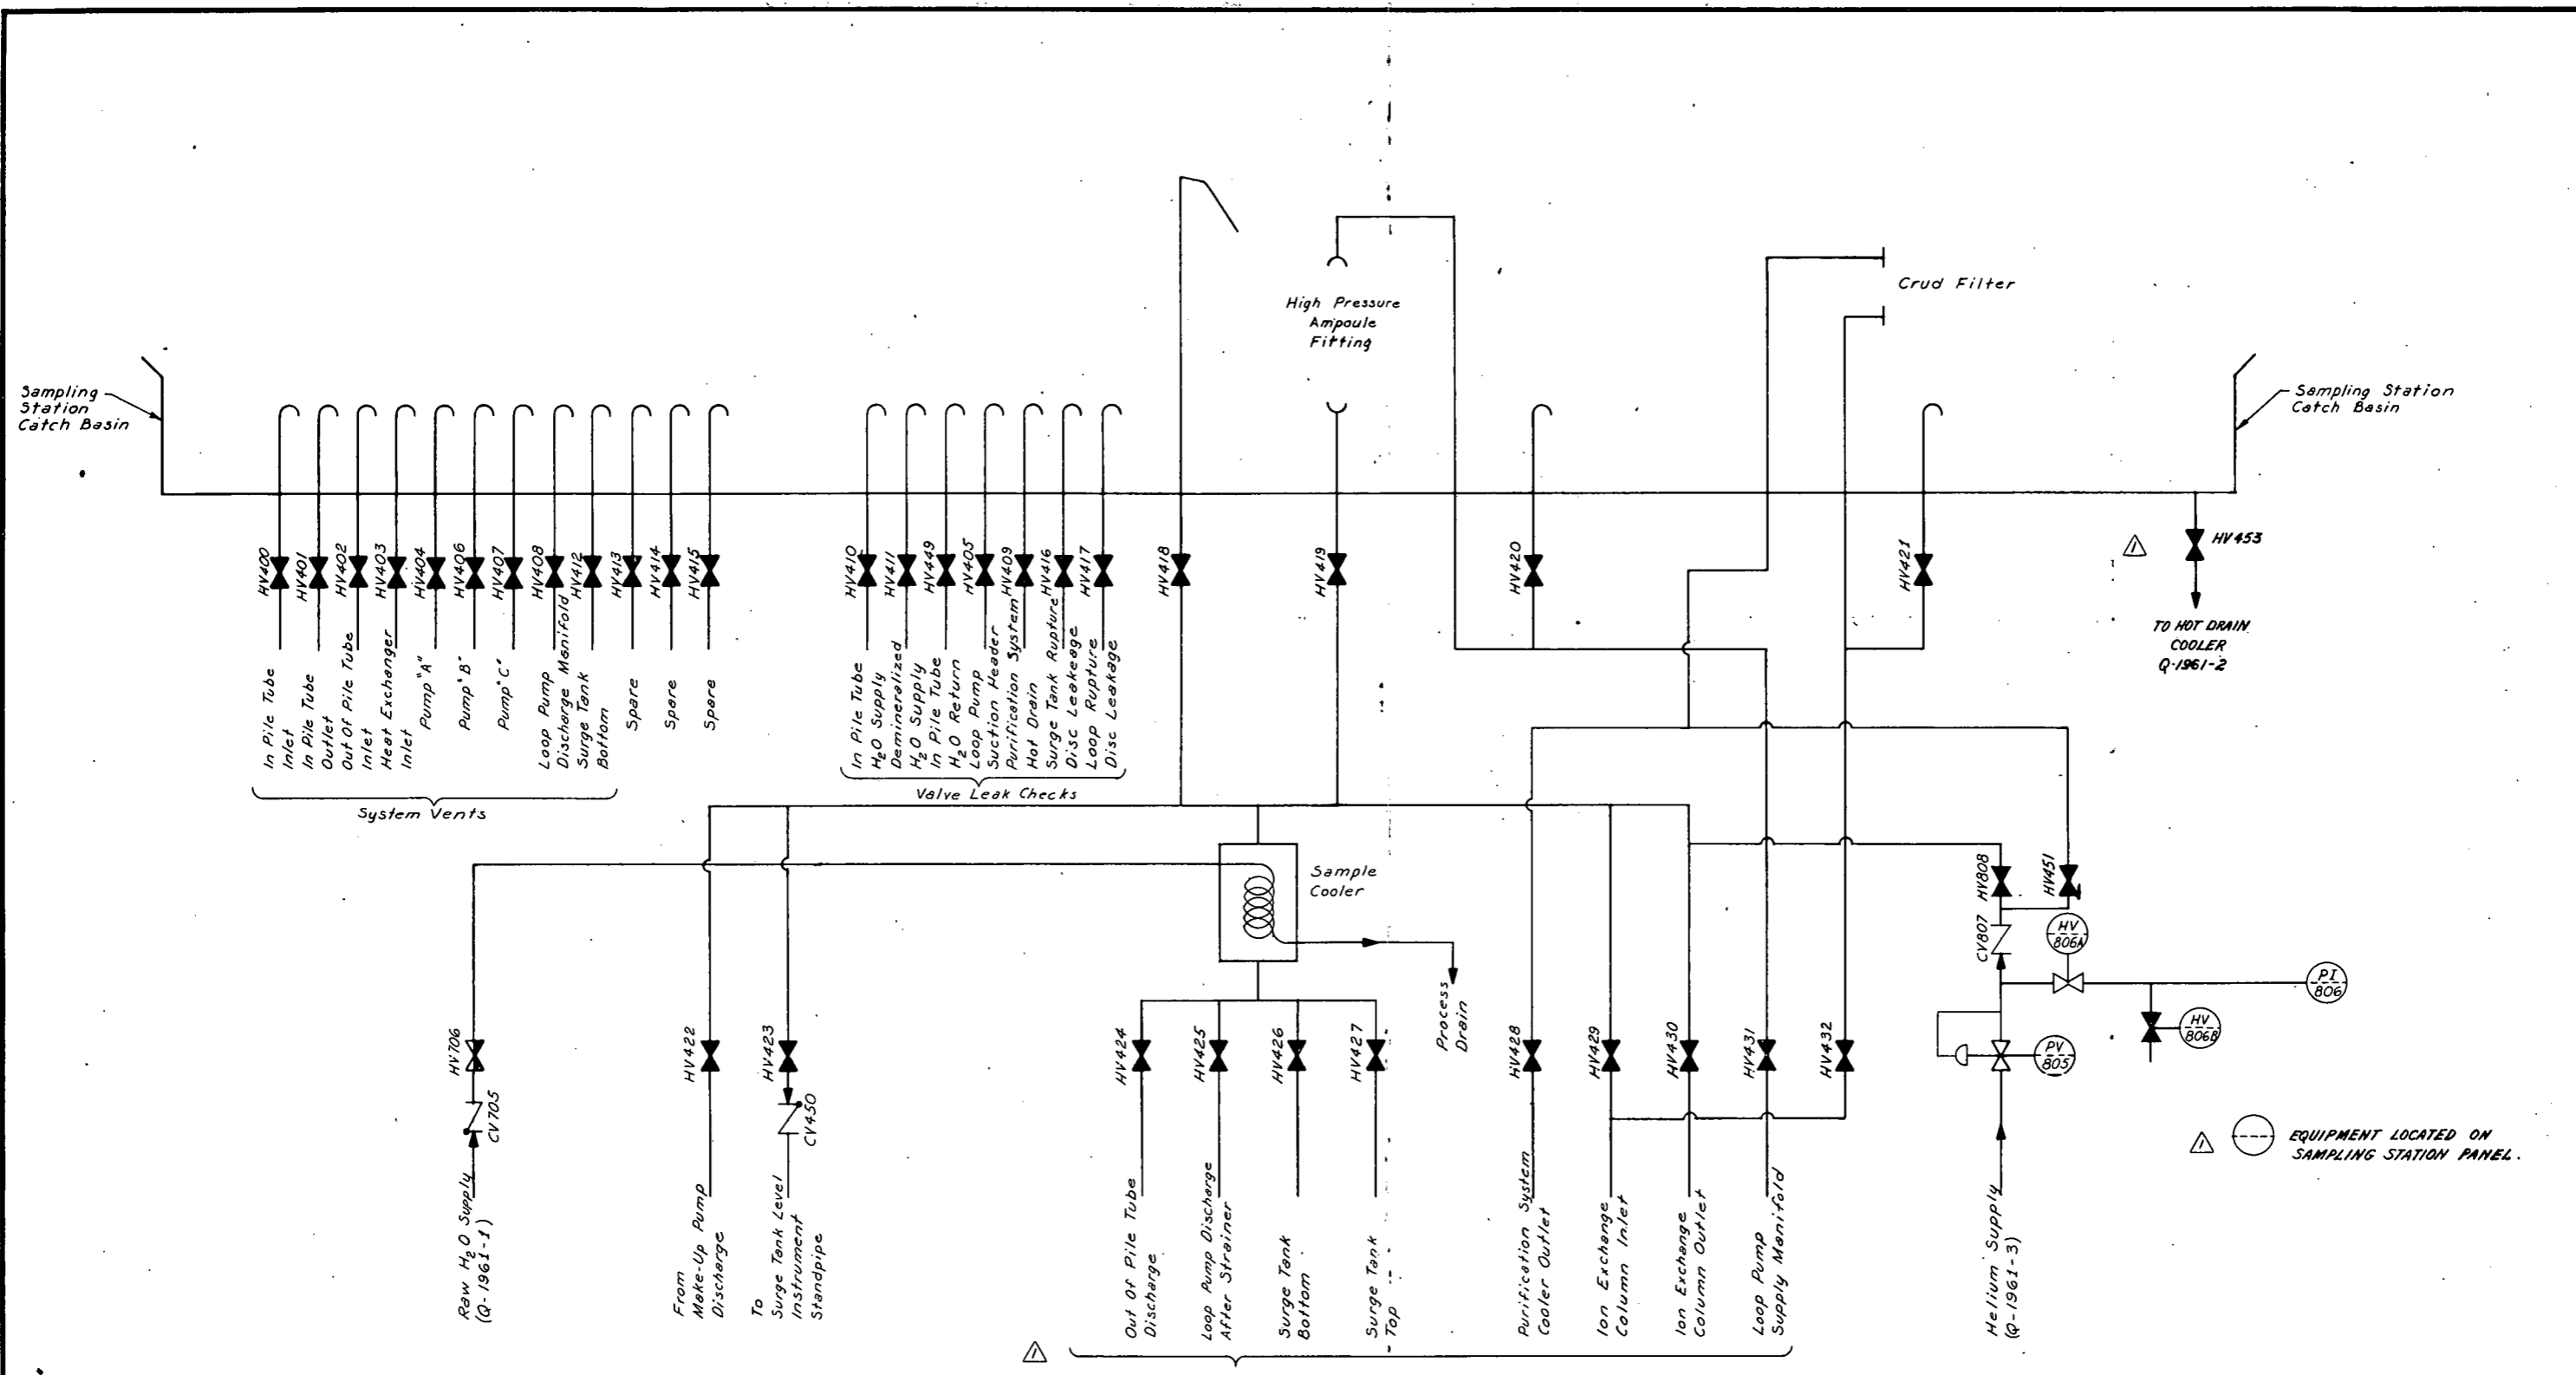 High Pressure
Ampoule
Fitting
Crud Filter
Sampling
Station
Catch Basin
Sampling Station
Catch Basin
HV400
HV401
HV402
HV403
HV404
HV406
HV407
HV408
HV412
HV413
HV414
HV415
HV410
HV411
HV449
HV405
HV409
HV416
HV417
HV418
HV419
HV420
HV421
1
HV453
TO HOT DRAIN
COOLER
Q-1961-2
In Pile Tube
Inlet
In Pile Tube
Outlet
Out Of Pile Tube
Inlet
Heat Exchanger
Inlet
Pump "A"
Pump "B"
Pump "C"
Loop Pump
Discharge Manifold
Surge Tank
Bottom
Spare
Spare
Spare
System Vents
In Pile Tube
H2O Supply
Demineralized
H2O Supply
In Pile Tube
H2O Return
Loop Pump
Suction Header
Purification System
Hot Drain
Surge Tank Rupture
Disc Leakage
Loop Rupture
Disc Leakage
Valve Leak Checks
Sample
Cooler
Process
Drain
HV808
HV451
CV807
HV
806A
PI
806
HV
806B
PV
805
HV706
CV705
HV422
HV423
CV450
HV424
HV425
HV426
HV427
HV428
HV429
HV430
HV431
HV432
1
EQUIPMENT LOCATED ON
SAMPLING STATION PANEL.
Raw H2O Supply
(Q-1961-1)
From
Make-Up Pump
Discharge
To
Surge Tank Level
Instrument
Standpipe
Out Of Pile Tube
Discharge
Loop Pump Discharge
After Strainer
Surge Tank
Bottom
Surge Tank
Top
Purification System
Cooler Outlet
Ion Exchange
Column Inlet
Ion Exchange
Column Outlet
Loop Pump
Supply Manifold
Helium Supply
(Q-1961-3)
1